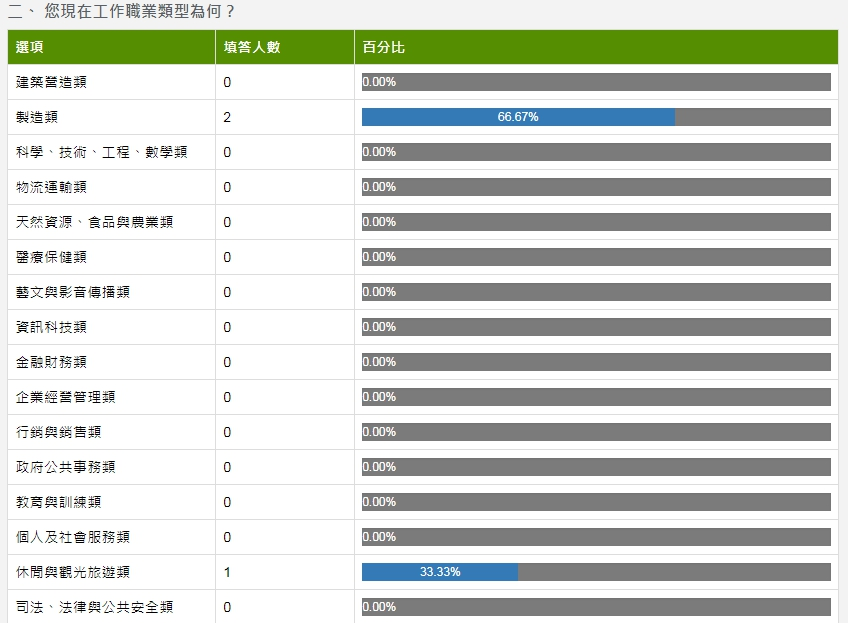 二、 您現在工作職業類型為何？
選項 填答人數 百分比
建築營造類 0 0.00%
製造類 2 66.67%
科學、技術、工程、數學類 0 0.00%
物流運輸類 0 0.00%
天然資源、食品與農業類 0 0.00%
醫療保健類 0 0.00%
藝文與影音傳播類 0 0.00%
資訊科技類 0 0.00%
金融財務類 0 0.00%
企業經營管理類 0 0.00%
行銷與銷售類 0 0.00%
政府公共事務類 0 0.00%
教育與訓練類 0 0.00%
個人及社會服務類 0 0.00%
休閒與觀光旅遊類 1 33.33%
司法、法律與公共安全類 0 0.00%